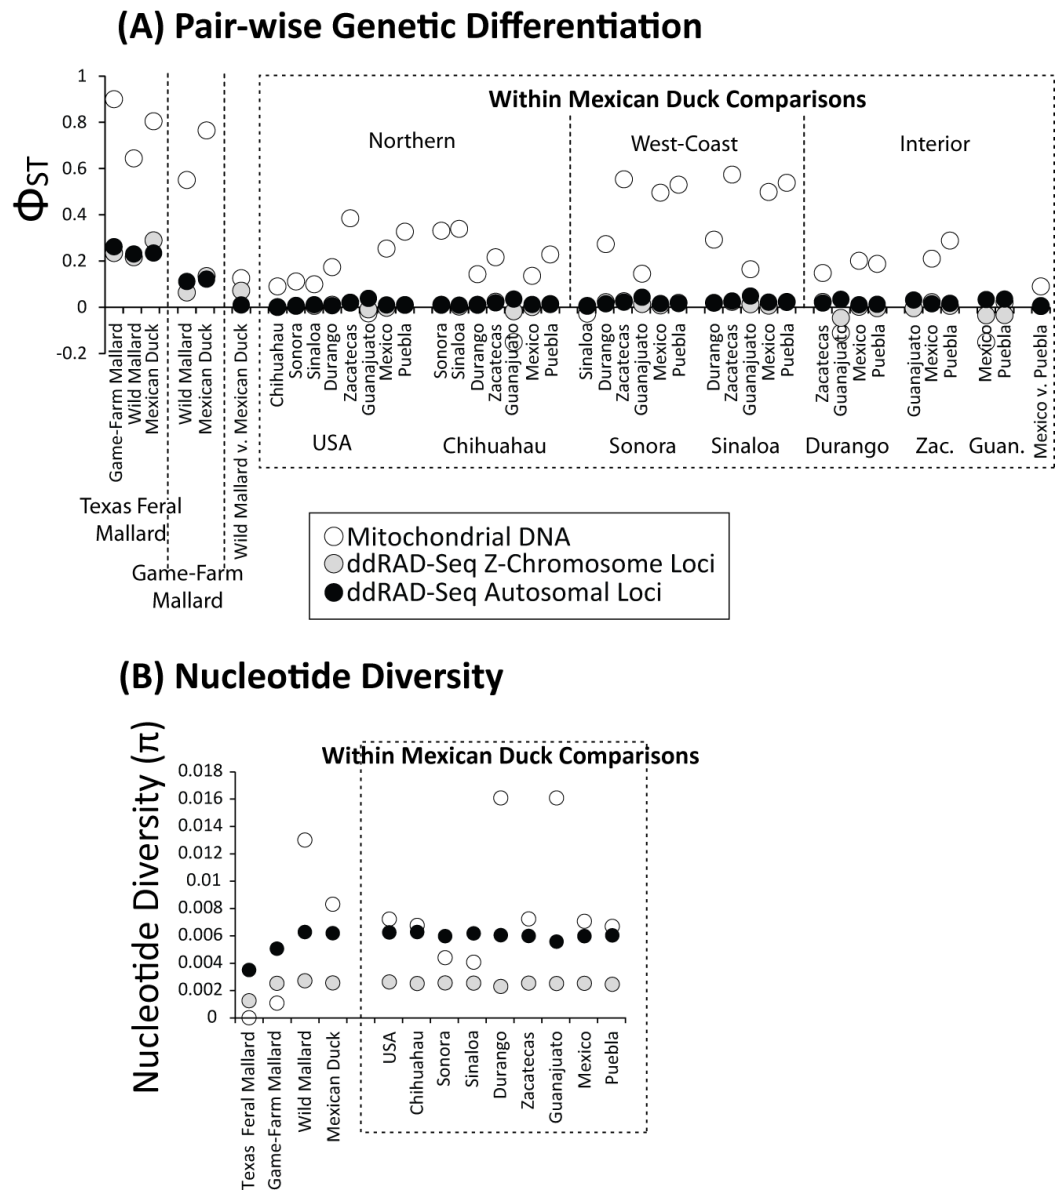 (A) Pair-wise Genetic Differentiation
Within Mexican Duck Comparisons
Northern
West-Coast
Interior
ΦST
1
0.8
0.6
0.4
0.2
0
-0.2
Game-Farm Mallard
Wild Mallard
Mexican Duck
Wild Mallard
Mexican Duck
Wild Mallard v. Mexican Duck
Chihuahau
Sonora
Sinaloa
Durango
Zacatecas
Guanajuato
Mexico
Puebla
Sonora
Sinaloa
Durango
Zacatecas
Guanajuato
Mexico
Puebla
Sinaloa
Durango
Zacatecas
Guanajuato
Mexico
Puebla
Durango
Zacatecas
Guanajuato
Mexico
Puebla
Zacatecas
Guanajuato
Mexico
Puebla
Guanajuato
Mexico
Puebla
Mexico
Puebla
Mexico v. Puebla
USA
Chihuahau
Sonora
Sinaloa
Durango
Zac.
Guan.
Texas Feral
Mallard
Game-Farm
Mallard
Mitochondrial DNA
ddRAD-Seq Z-Chromosome Loci
ddRAD-Seq Autosomal Loci
(B) Nucleotide Diversity
Within Mexican Duck Comparisons
Nucleotide Diversity (π)
0.018
0.016
0.014
0.012
0.01
0.008
0.006
0.004
0.002
0
Texas Feral Mallard
Game-Farm Mallard
Wild Mallard
Mexican Duck
USA
Chihuahau
Sonora
Sinaloa
Durango
Zacatecas
Guanajuato
Mexico
Puebla